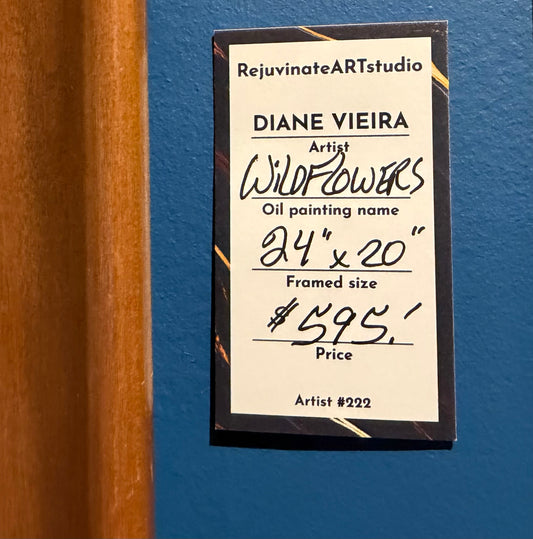 RejuvinateARTstudio
DIANE VIEIRA
Artist
WILDFLOWERS
Oil painting name
24" x 20"
Framed size
$595.'
Price
Artist #222